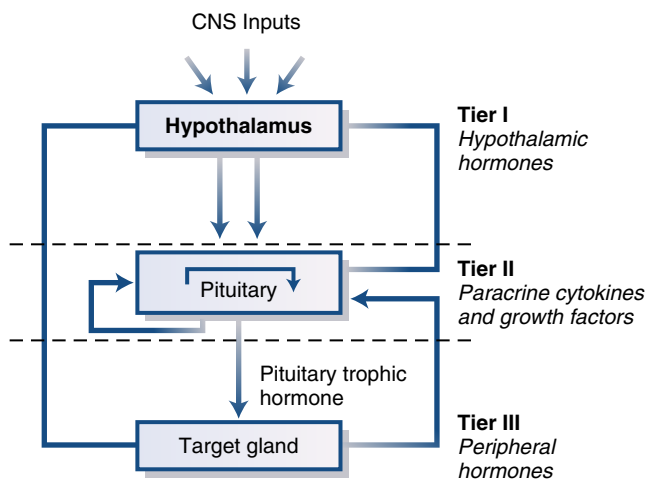 CNS Inputs
Hypothalamus
Tier I
Hypothalamic
hormones
Pituitary
Tier II
Paracrine cytokines
and growth factors
Pituitary trophic
hormone
Target gland
Tier III
Peripheral
hormones